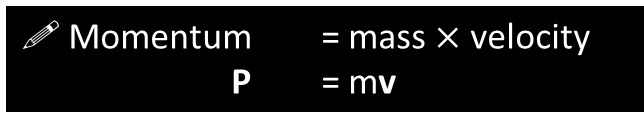 Momentum = mass × velocity
P = mv